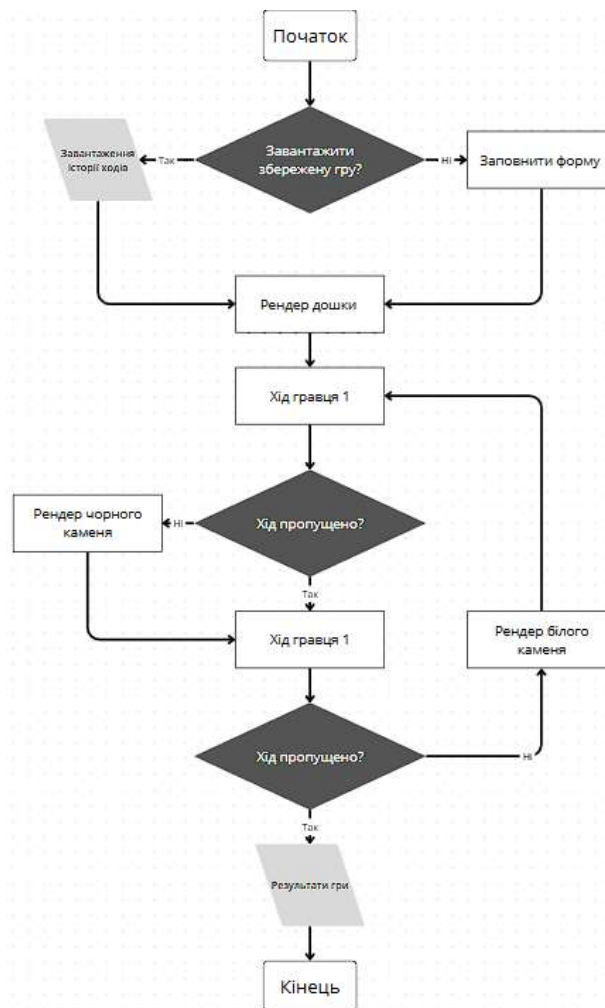 Початок
Завантажити
збережену гру?
Так
Ні
Завантаження
історії ходів
Заповнити форму
Рендер дошки
Хід гравця 1
Хід пропущено?
Ні
Рендер чорного
каменя
Так
Хід гравця 1
Рендер білого
каменя
Хід пропущено?
Ні
Так
Результати гри
Кінець